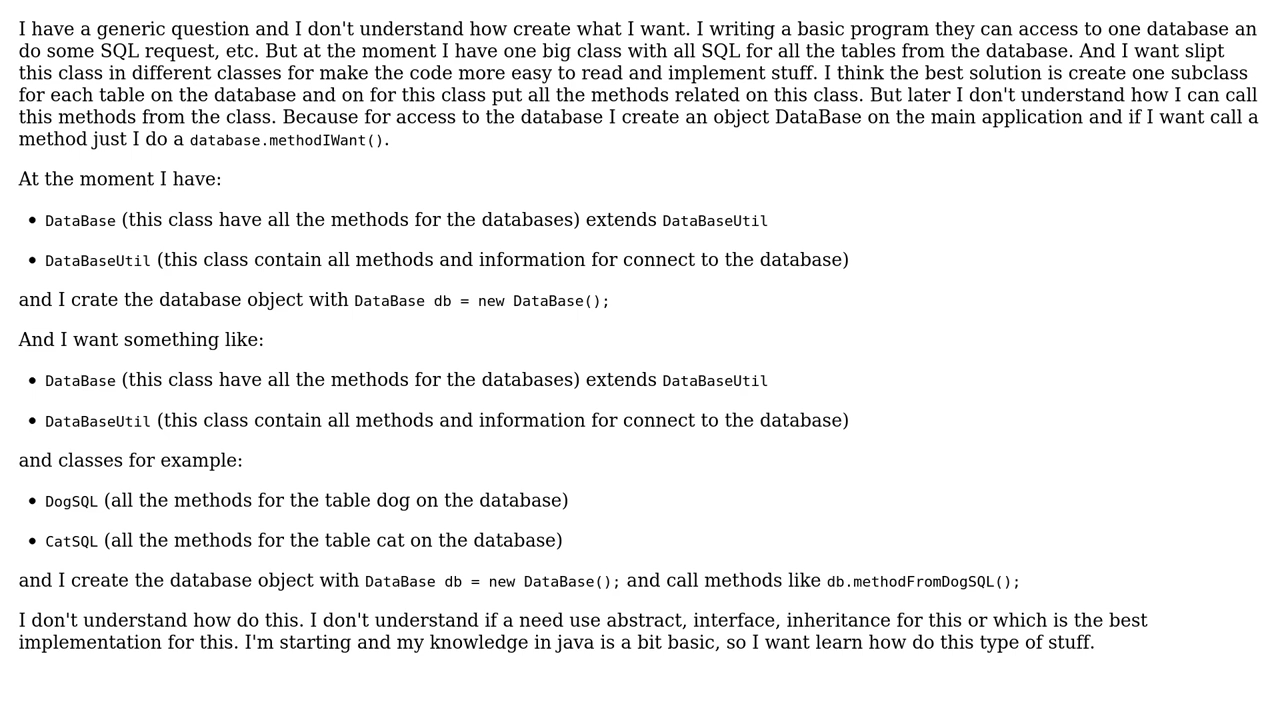 I have a generic question and I don't understand how create what I want. I writing a basic program they can access to one database an
do some SQL request, etc. But at the moment I have one big class with all SQL for all the tables from the database. And I want slipt
this class in different classes for make the code more easy to read and implement stuff. I think the best solution is create one subclass
for each table on the database and on for this class put all the methods related on this class. But later I don't understand how I can call
this methods from the class. Because for access to the database I create an object DataBase on the main application and if I want call a
method just I do a database.methodIWant().
At the moment I have:
• DataBase (this class have all the methods for the databases) extends DataBaseUtil
• DataBaseUtil (this class contain all methods and information for connect to the database)
and I crate the database object with DataBase db = new DataBase();
And I want something like:
• DataBase (this class have all the methods for the databases) extends DataBaseUtil
• DataBaseUtil (this class contain all methods and information for connect to the database)
and classes for example:
• DogSQL (all the methods for the table dog on the database)
• CatSQL (all the methods for the table cat on the database)
and I create the database object with DataBase db = new DataBase(); and call methods like db.methodFromDogSQL();
I don't understand how do this. I don't understand if a need use abstract, interface, inheritance for this or which is the best
implementation for this. I'm starting and my knowledge in java is a bit basic, so I want learn how do this type of stuff.